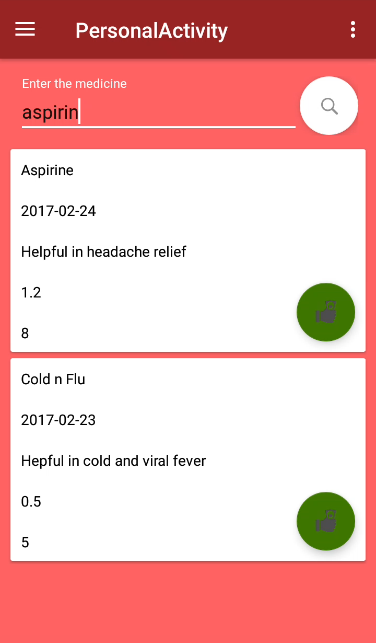 PersonalActivity
Enter the medicine
aspirin
Aspirine
2017-02-24
Helpful in headache relief
1.2
8
Cold n Flu
2017-02-23
Hepful in cold and viral fever
0.5
5